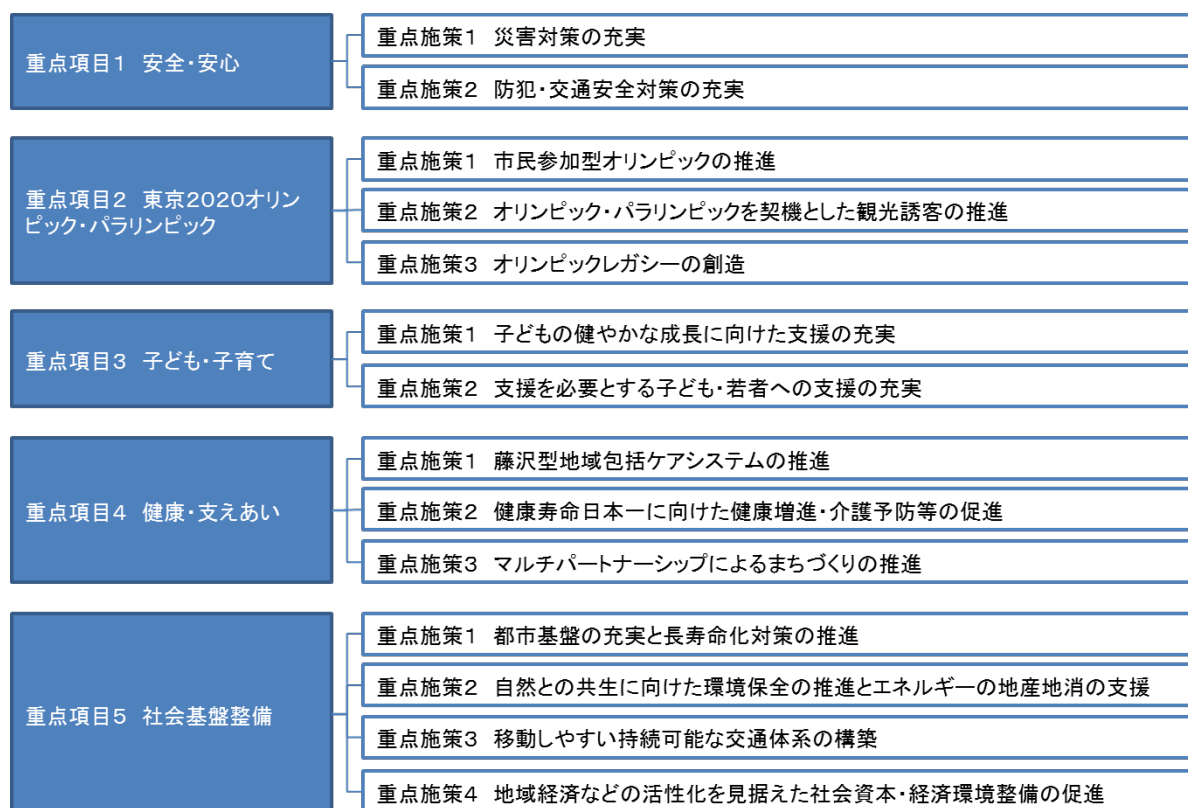 重点項目1 安全・安心
重点施策1 災害対策の充実
重点施策2 防犯・交通安全対策の充実
重点項目2 東京2020オリン
ピック・パラリンピック
重点施策1 市民参加型オリンピックの推進
重点施策2 オリンピック・パラリンピックを契機とした観光誘客の推進
重点施策3 オリンピックレガシーの創造
重点項目3 子ども・子育て
重点施策1 子どもの健やかな成長に向けた支援の充実
重点施策2 支援を必要とする子ども・若者への支援の充実
重点項目4 健康・支えあい
重点施策1 藤沢型地域包括ケアシステムの推進
重点施策2 健康寿命日本一に向けた健康増進・介護予防等の促進
重点施策3 マルチパートナーシップによるまちづくりの推進
重点項目5 社会基盤整備
重点施策1 都市基盤の充実と長寿命化対策の推進
重点施策2 自然との共生に向けた環境保全の推進とエネルギーの地産地消の支援
重点施策3 移動しやすい持続可能な交通体系の構築
重点施策4 地域経済などの活性化を見据えた社会資本・経済環境整備の促進